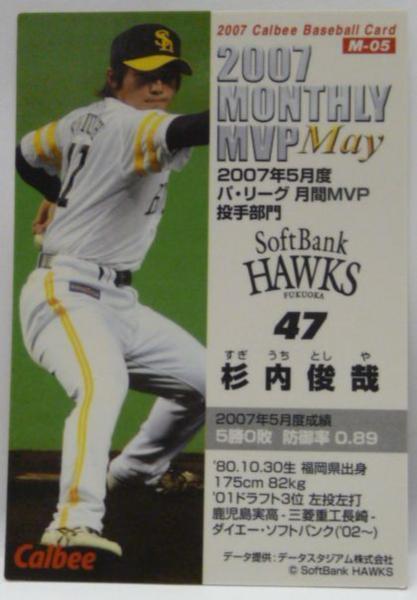 2007 Calbee Baseball Card
M-05
2007
MONTHLY
MVP May
2007年5月度
パ・リーグ 月間MVP
投手部門
SoftBank
HAWKS
FUKUOKA
47
すぎ うち とし や
杉内俊哉
2007年5月度成績
5勝0敗 防御率 0.89
'80.10.30生 福岡県出身
175cm 82kg
'01ドラフト3位 左投左打
鹿児島実高-三菱重工長崎-
ダイエー・ソフトバンク('02~)
データ提供:データスタジアム株式会社
© SoftBank HAWKS
Calbee